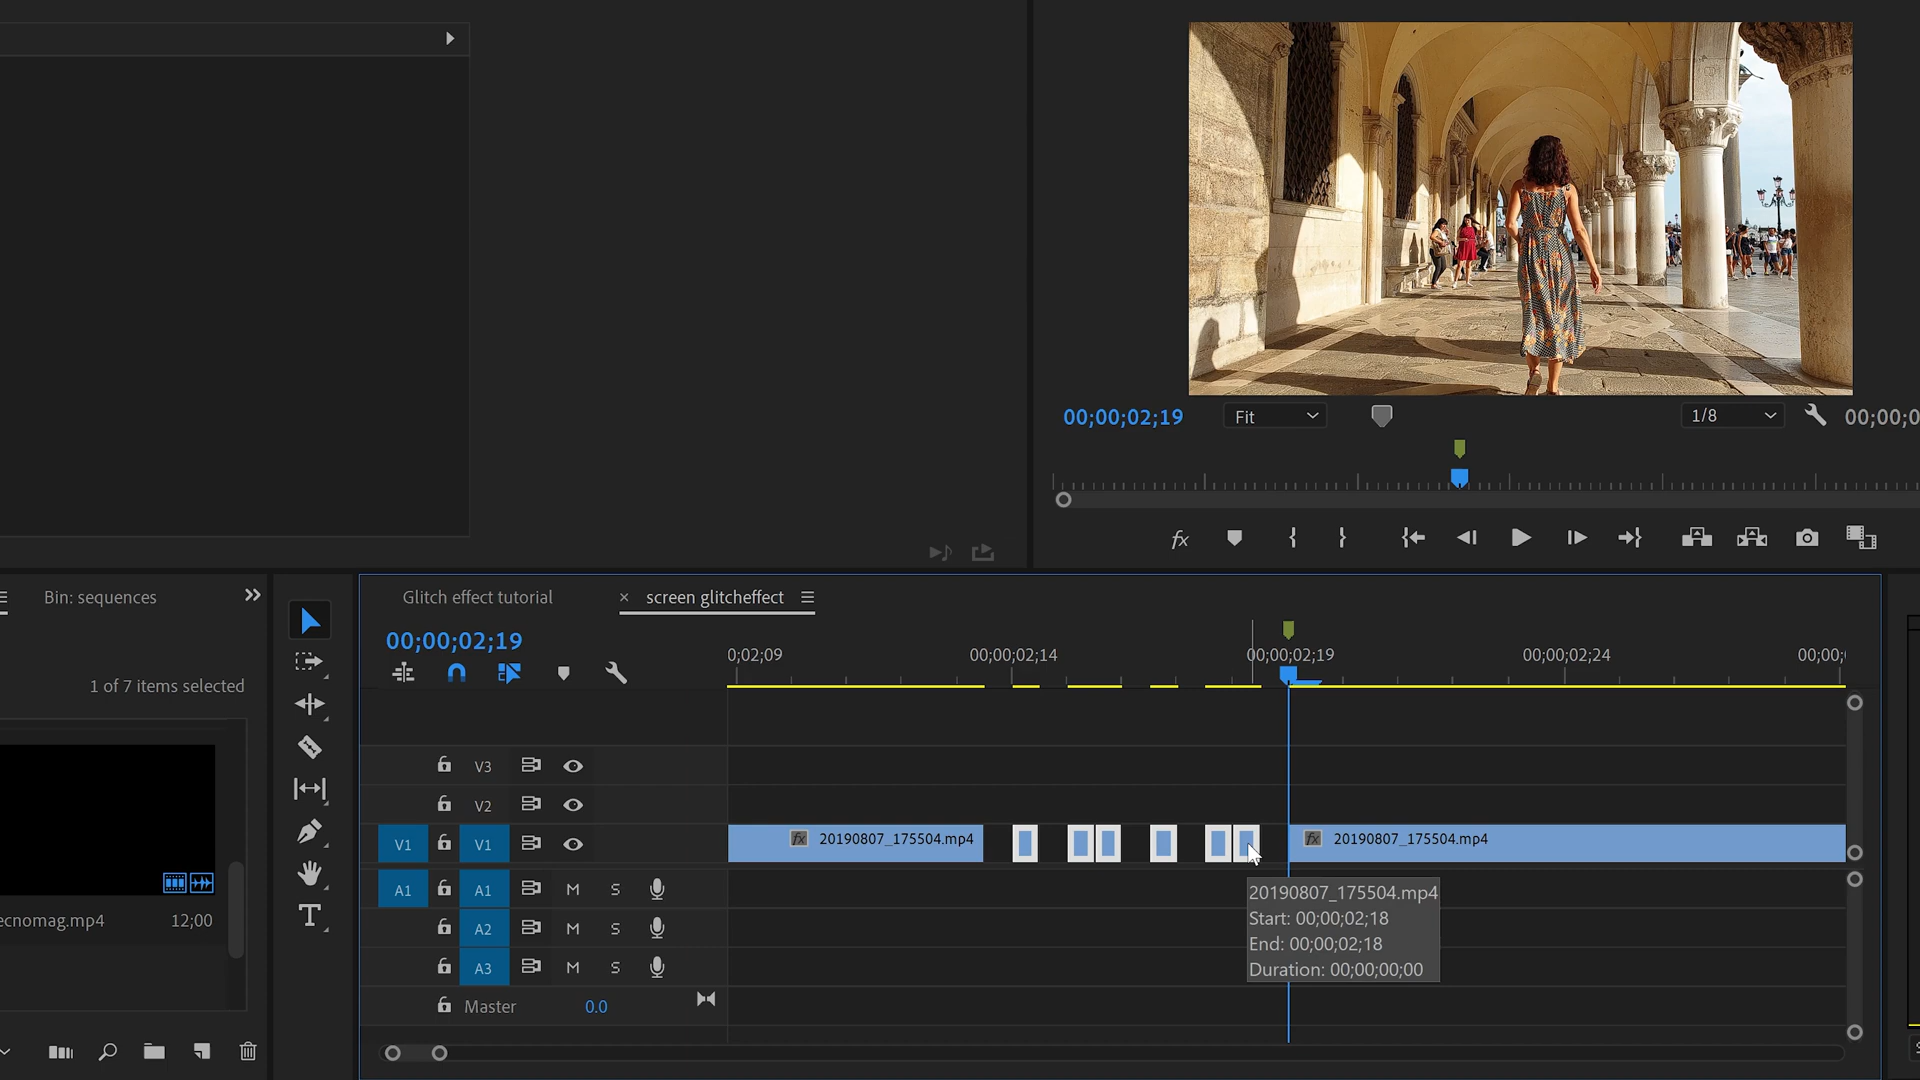 00;00;02;19
Fit
1/8
00;00;0
fx
Bin: sequences
Glitch effect tutorial
× screen glitcheffect
00;00;02;19
0;02;09
00;00;02;14
00;00;02;19
00;00;02;24
00;00;
1 of 7 items selected
V3
V2
V1 V1
fx 20190807_175504.mp4
fx 20190807_175504.mp4
A1 A1 M S
20190807_175504.mp4
Start: 00;00;02;18
End: 00;00;02;18
Duration: 00;00;00;00
ecnomag.mp4 12;00
A2 M S
A3 M S
Master 0.0
T